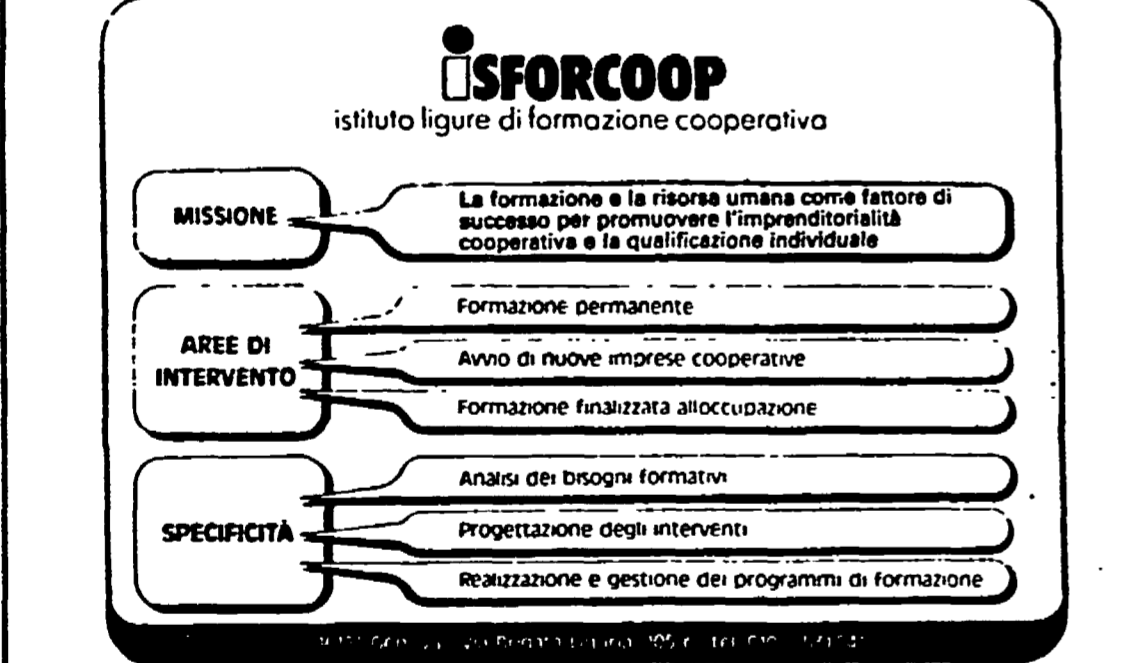 iSFORCOOP
istituto ligure di formazione cooperativa
MISSIONE
La formazione e la risorsa umana come fattore di
successo per promuovere l'imprenditorialità
cooperativa e la qualificazione individuale
AREE DI
INTERVENTO
Formazione permanente
Avvio di nuove imprese cooperative
Formazione finalizzata all'occupazione
SPECIFICITÀ
Analisi dei bisogni formativi
Progettazione degli interventi
Realizzazione e gestione dei programmi di formazione